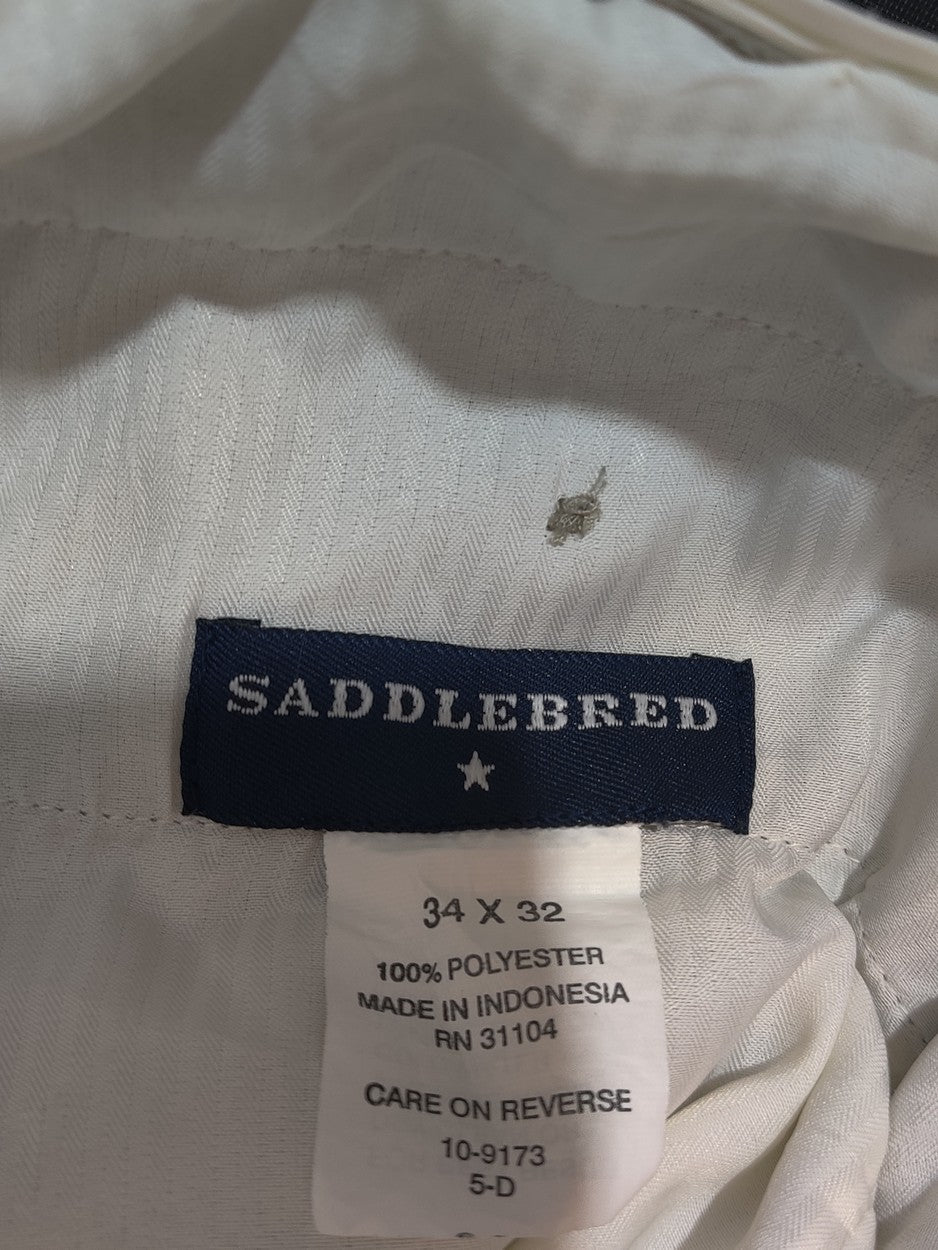 SADDLEBRED
34 X 32
100% POLYESTER
MADE IN INDONESIA
RN 31104
CARE ON REVERSE
10-9173
5-D